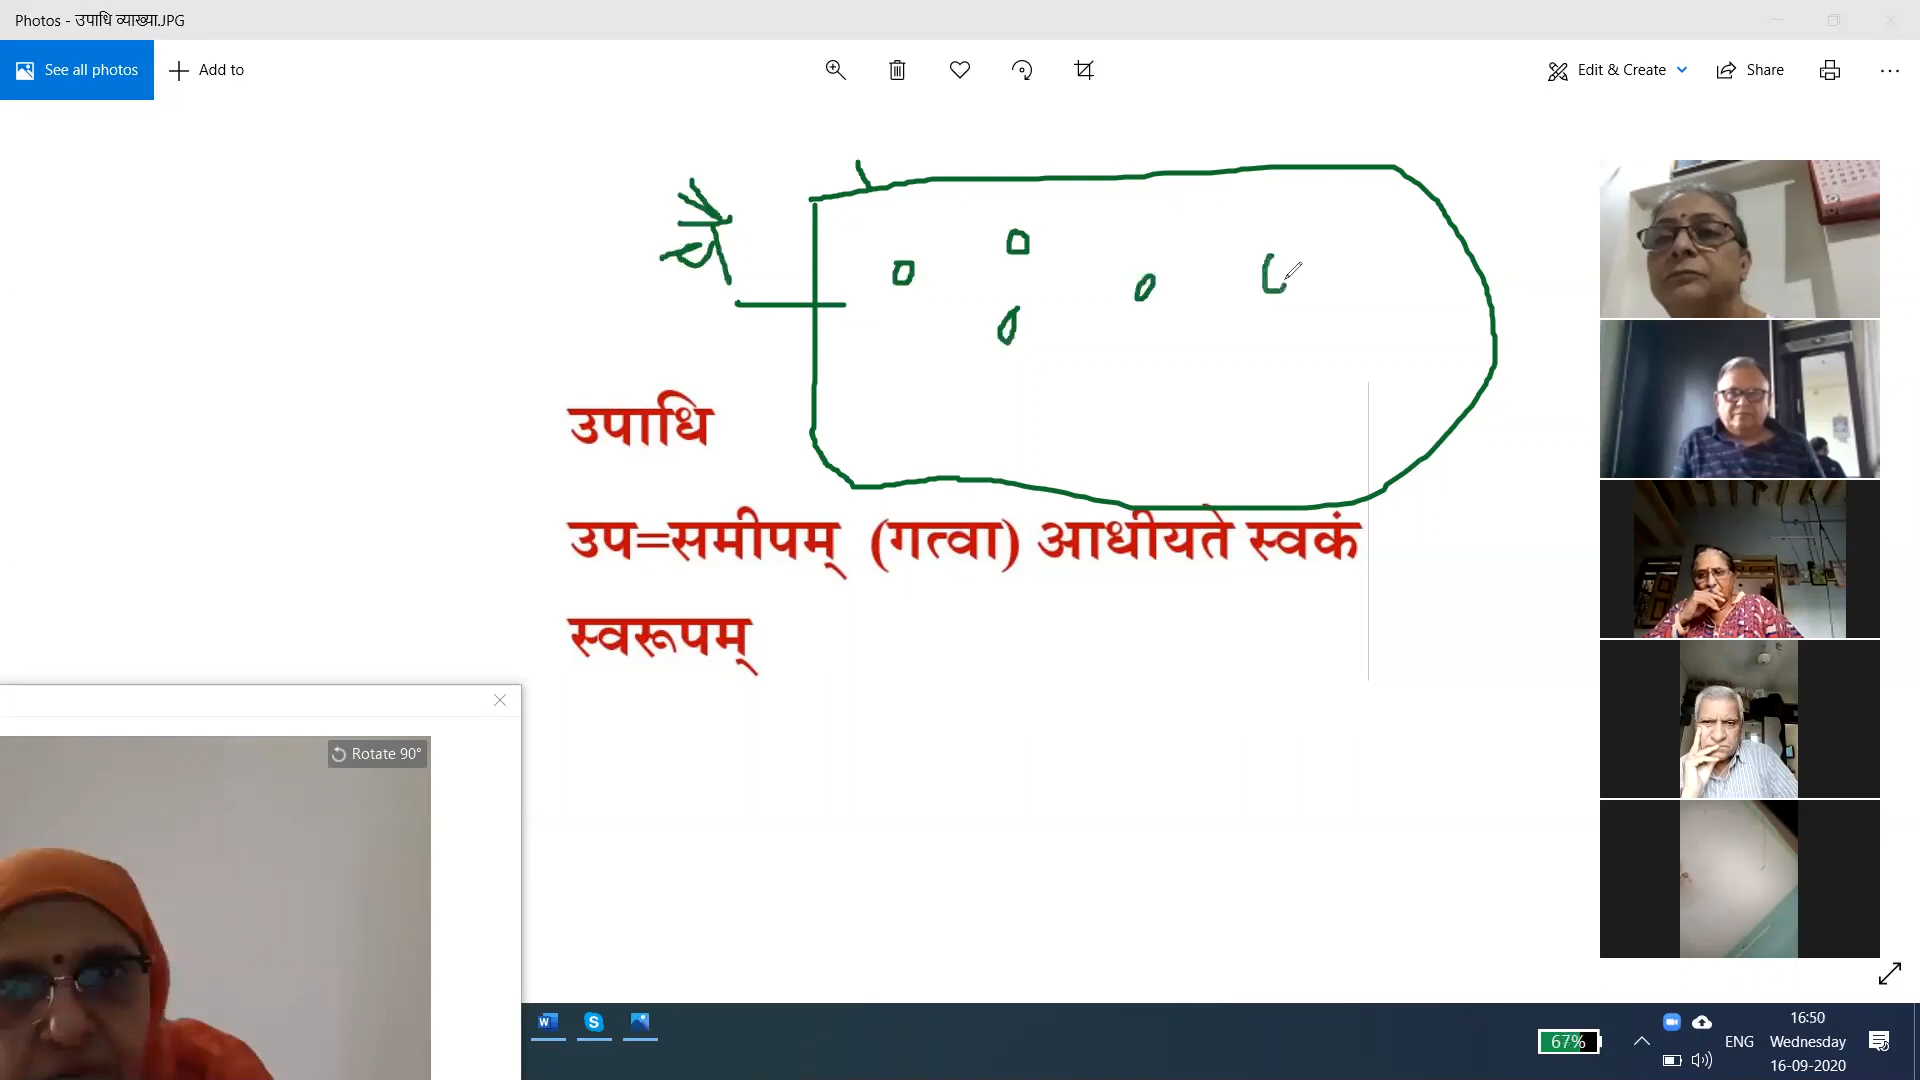 Photos - उपाधि व्याख्या.JPG
See all photos
Add to
Edit & Create
Share
उपाधि
उप=समीपम् (गत्वा) आधीयते स्वकं
स्वरूपम्
Rotate 90°
67%
ENG
16:50
Wednesday
16-09-2020